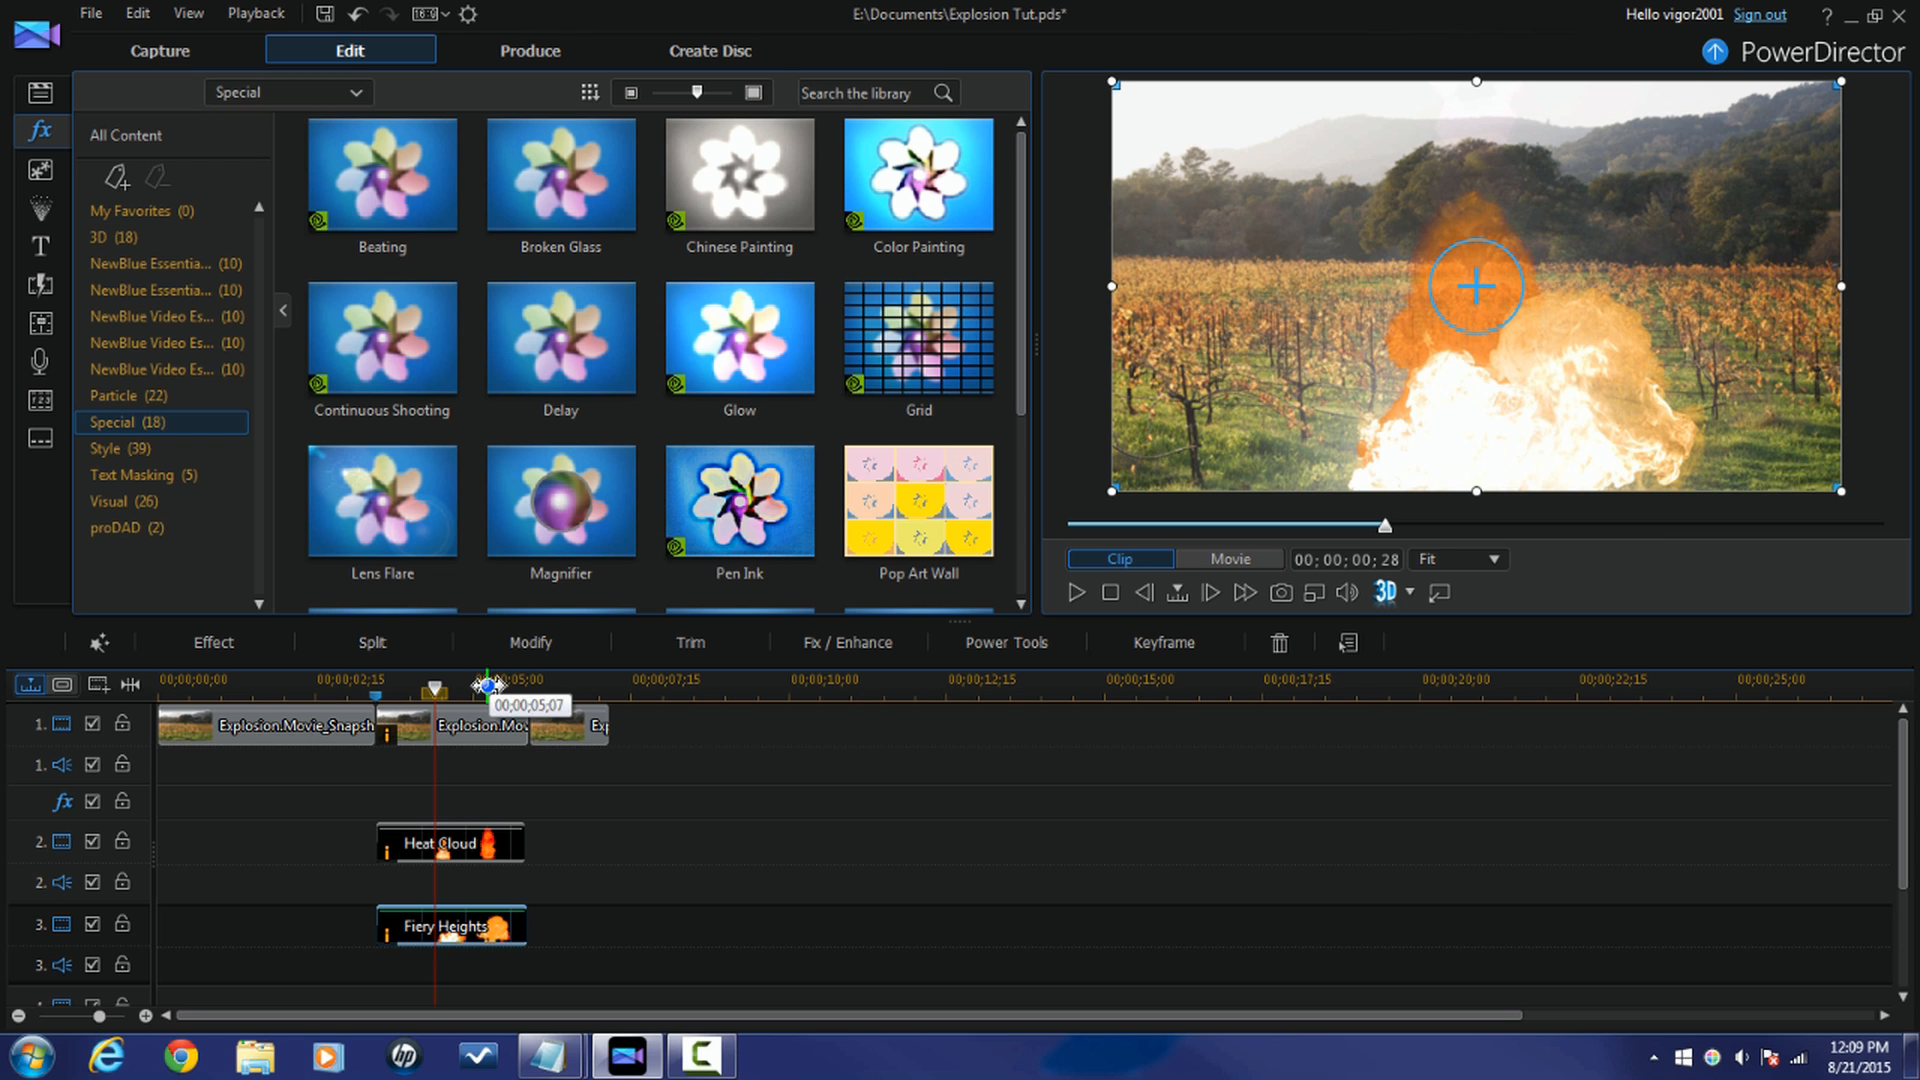 File Edit View Playback 16:9 E:\Documents\Explosion Tut.pds* Hello vigor2001 Sign out ?
Capture Edit Produce Create Disc PowerDirector
Special Search the library
fx All Content
My Favorites (0)
3D (18)
NewBlue Essentia... (10)
NewBlue Essentia... (10)
NewBlue Video Es... (10)
NewBlue Video Es... (10)
NewBlue Video Es... (10)
Particle (22)
Special (18)
Style (39)
Text Masking (5)
Visual (26)
proDAD (2)
T
Beating Broken Glass Chinese Painting Color Painting
Continuous Shooting Delay Glow Grid
Lens Flare Magnifier Pen Ink Pop Art Wall
Clip Movie 00; 00; 00; 28 Fit
3D
Effect Split Modify Trim Fix / Enhance Power Tools Keyframe
00;00;00;00 00;00;02;15 00;00;05;00 00;00;07;15 00;00;10;00 00;00;12;15 00;00;15;00 00;00;17;15 00;00;20;00 00;00;22;15 00;00;25;00
00;00;05;07
1. Explosion.Movie_Snapsh i Explosion.Mov Exp
1.
fx
2. i Heat Cloud
2.
3. i Fiery Heights
3.
hp C 12:09 PM
8/21/2015